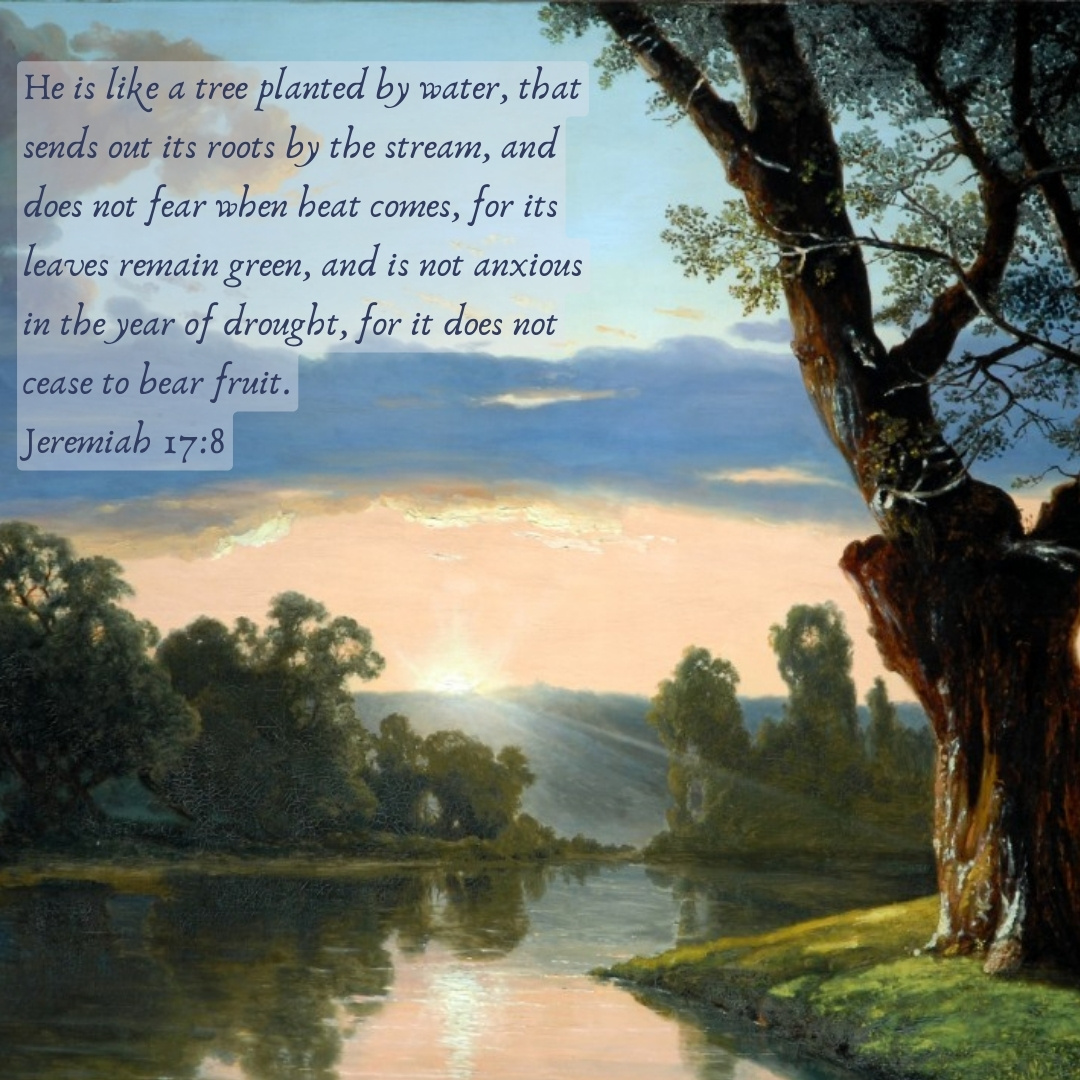 He is like a tree planted by water, that
sends out its roots by the stream, and
does not fear when heat comes, for its
leaves remain green, and is not anxious
in the year of drought, for it does not
cease to bear fruit.
Jeremiah 17:8